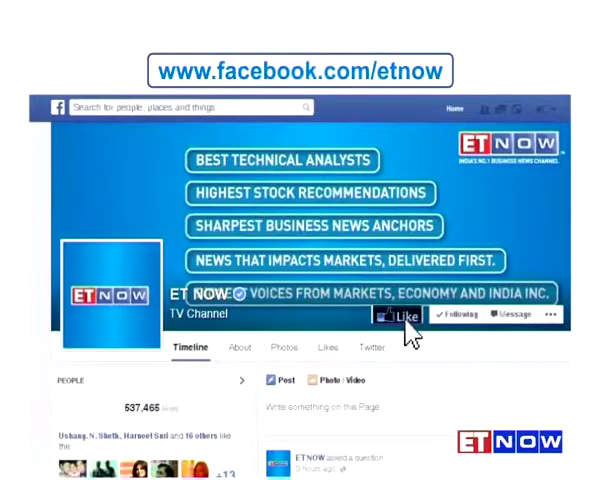 www.facebook.com/etnow
f Search for people, places and things
Home
ET NOW
INDIA'S NO.1 BUSINESS NEWS CHANNEL
BEST TECHNICAL ANALYSTS
HIGHEST STOCK RECOMMENDATIONS
SHARPEST BUSINESS NEWS ANCHORS
NEWS THAT IMPACTS MARKETS, DELIVERED FIRST.
VOICES FROM MARKETS, ECONOMY AND INDIA INC.
ET NOW
ET NOW
TV Channel
Like
Following
Message
Timeline
About
Photos
Likes
Twitter
PEOPLE
537,465 likes
Ushang. N. Sheth, Harneet Suri and 16 others like
this
+13
Post
Photo / Video
Write something on this Page
ETNOW asked a question
3 hours ago
ET NOW